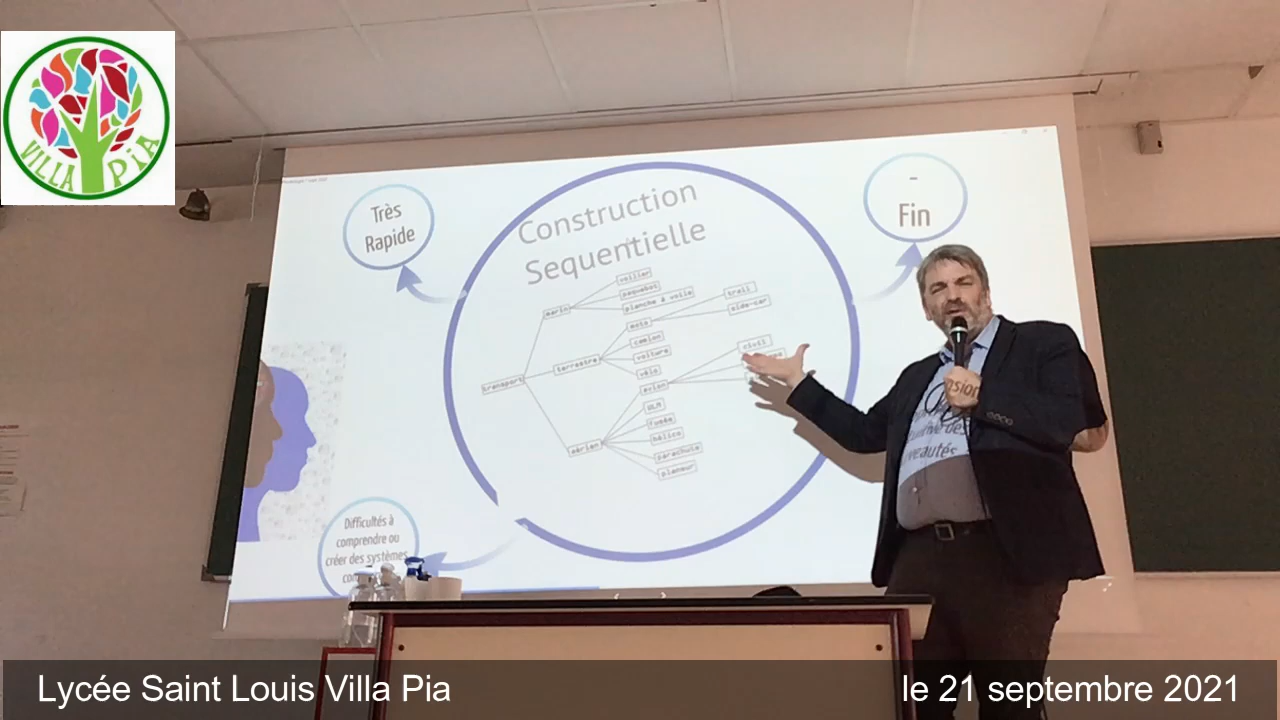 VILLA PIA
Très
Rapide
Construction
Sequentielle
-
Fin
voilier
paquebot
planche à voile
marin
trail
side-car
moto
camion
voiture
vélo
terrestre
transport
civil
avion
ULM
fusée
hélico
parachute
planeur
aérien
Difficultés à
comprendre ou
créer des systèmes
Lycée Saint Louis Villa Pia
le 21 septembre 2021